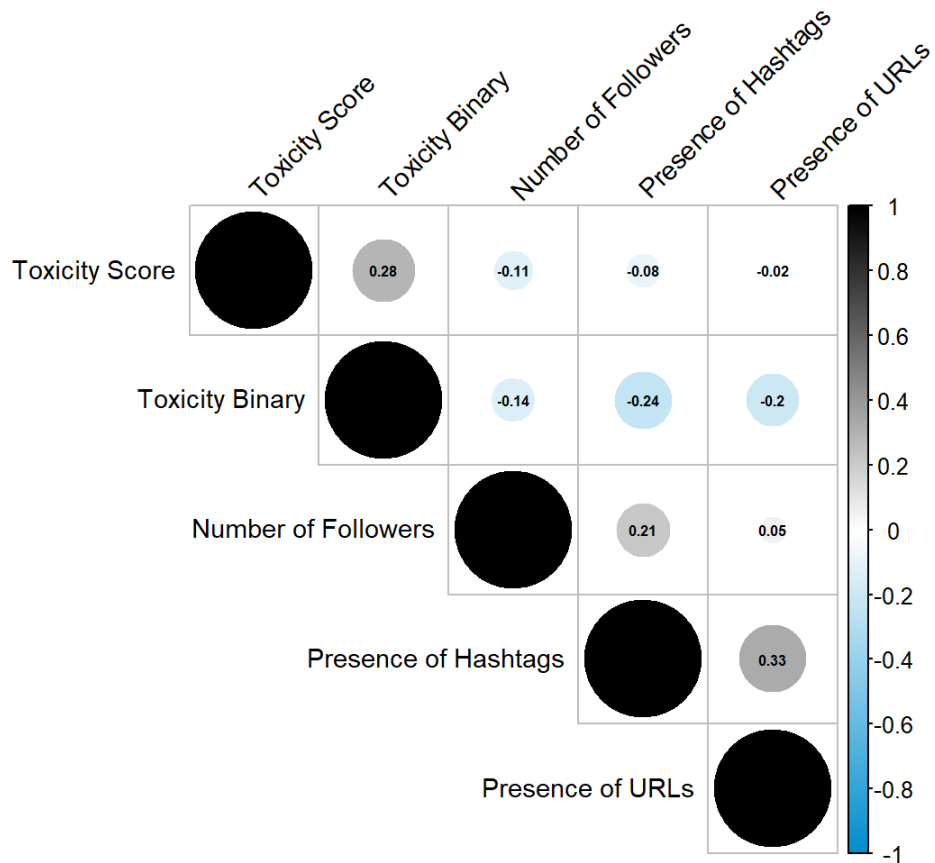 Toxicity Score
Toxicity Binary
Number of Followers
Presence of Hashtags
Presence of URLs
Toxicity Score 0.28 -0.11 -0.08 -0.02
Toxicity Binary -0.14 -0.24 -0.2
Number of Followers 0.21 0.05
Presence of Hashtags 0.33
Presence of URLs
1
0.8
0.6
0.4
0.2
0
-0.2
-0.4
-0.6
-0.8
-1